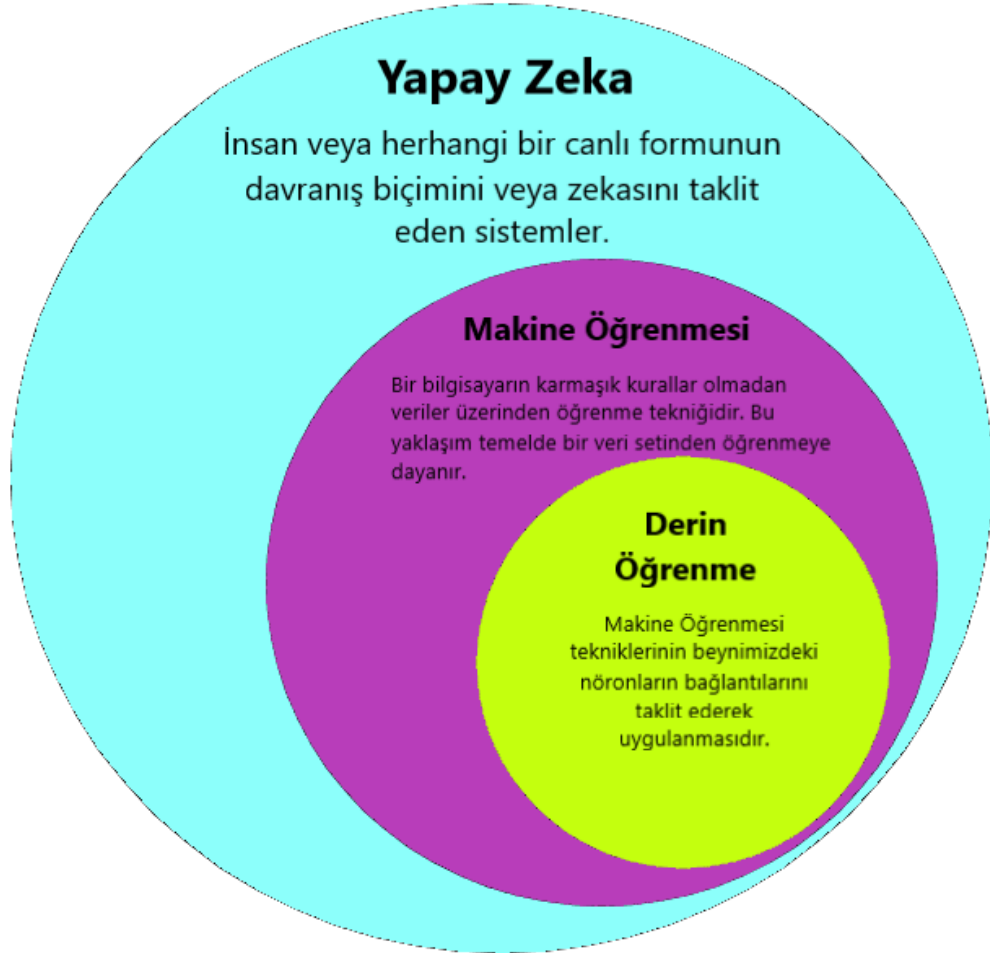 Yapay Zeka
İnsan veya herhangi bir canlı formunun
davranış biçimini veya zekasını taklit
eden sistemler.
Makine Öğrenmesi
Bir bilgisayarın karmaşık kurallar olmadan
veriler üzerinden öğrenme tekniğidir. Bu
yaklaşım temelde bir veri setinden öğrenmeye
dayanır.
Derin
Öğrenme
Makine Öğrenmesi
tekniklerinin beynimizdeki
nöronların bağlantılarını
taklit ederek
uygulanmasıdır.